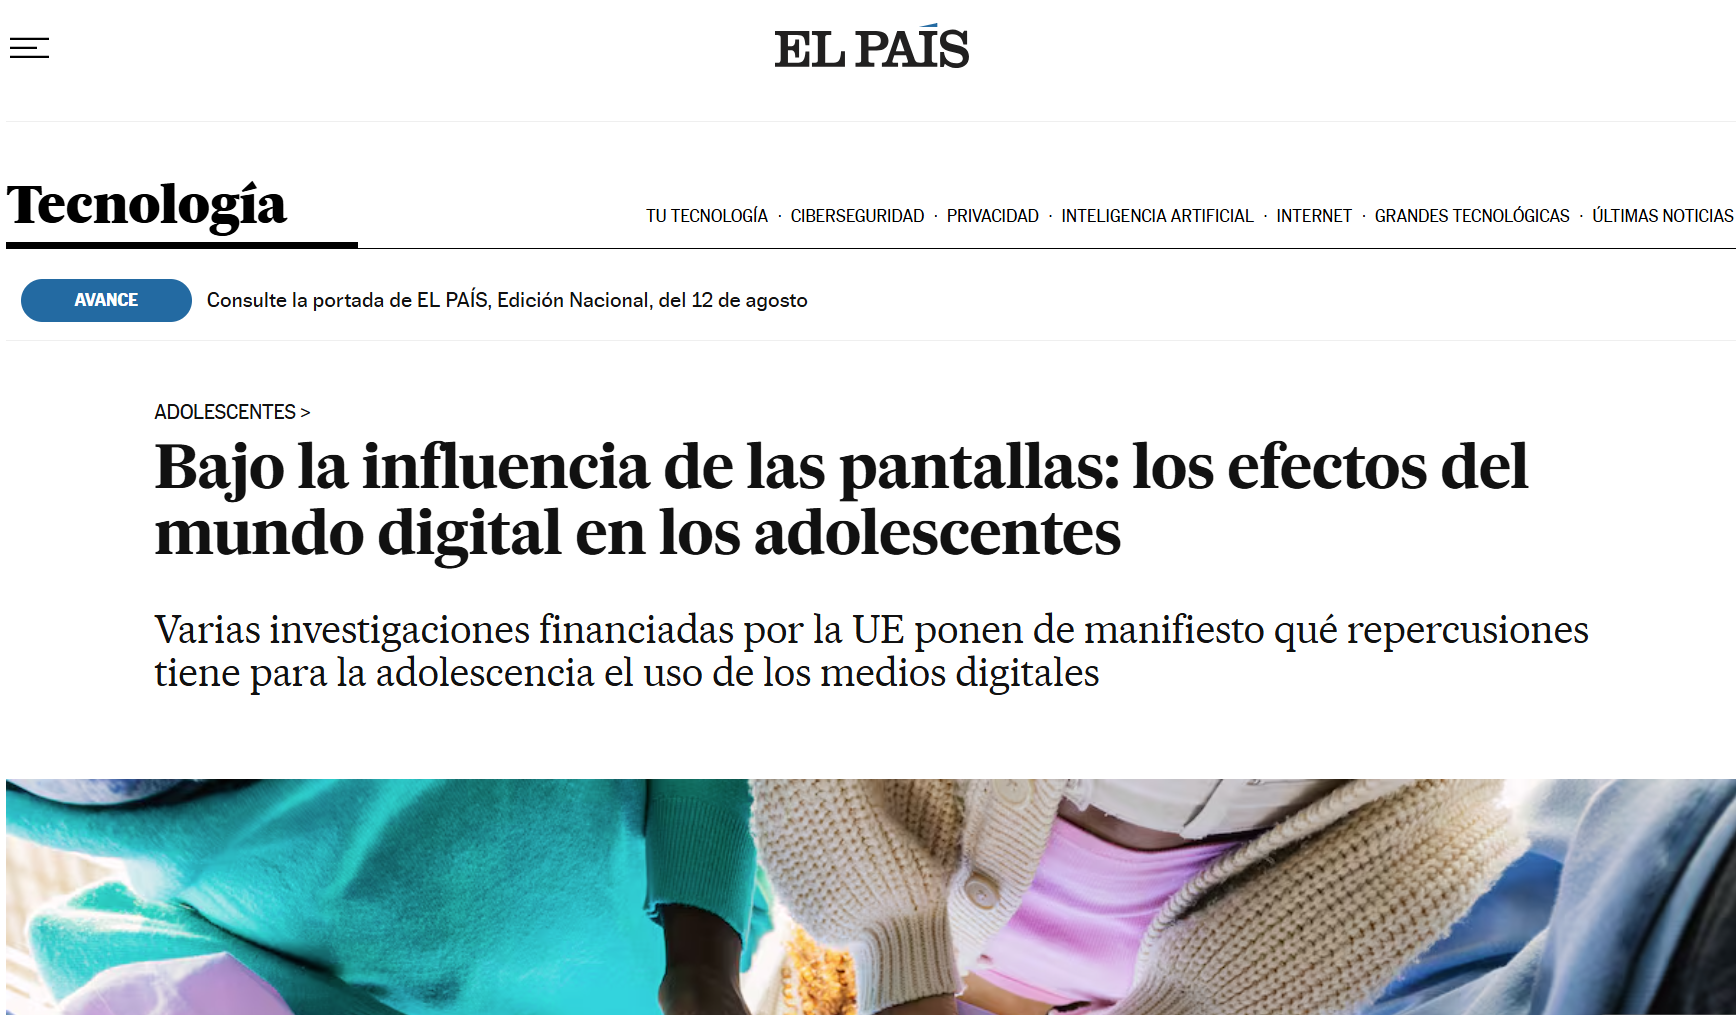 EL PAÍS
Tecnología
TU TECNOLOGÍA · CIBERSEGURIDAD · PRIVACIDAD · INTELIGENCIA ARTIFICIAL · INTERNET · GRANDES TECNOLÓGICAS · ÚLTIMAS NOTICIAS
AVANCE Consulte la portada de EL PAÍS, Edición Nacional, del 12 de agosto
ADOLESCENTES >
Bajo la influencia de las pantallas: los efectos del
mundo digital en los adolescentes
Varias investigaciones financiadas por la UE ponen de manifiesto qué repercusiones
tiene para la adolescencia el uso de los medios digitales